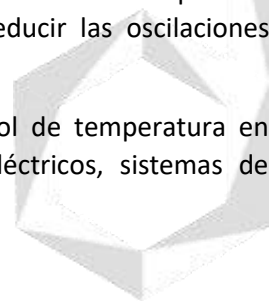 educir las oscilaciones
ol de temperatura en
éctricos, sistemas de